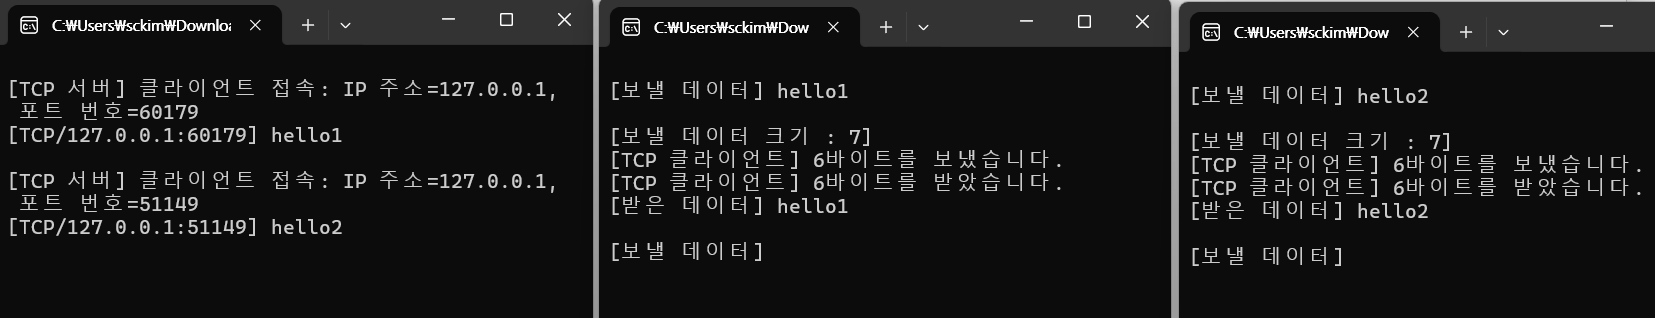 C:₩Users₩sckim₩Downloa
[TCP 서버] 클라이언트 접속: IP 주소=127.0.0.1,
포트 번호=60179
[TCP/127.0.0.1:60179] hello1
[TCP 서버] 클라이언트 접속: IP 주소=127.0.0.1,
포트 번호=51149
[TCP/127.0.0.1:51149] hello2
C:₩Users₩sckim₩Dow
[보낼 데이터] hello1
[보낼 데이터 크기 : 7]
[TCP 클라이언트] 6바이트를 보냈습니다.
[TCP 클라이언트] 6바이트를 받았습니다.
[받은 데이터] hello1
[보낼 데이터]
C:₩Users₩sckim₩Dow
[보낼 데이터] hello2
[보낼 데이터 크기 : 7]
[TCP 클라이언트] 6바이트를 보냈습니다.
[TCP 클라이언트] 6바이트를 받았습니다.
[받은 데이터] hello2
[보낼 데이터]